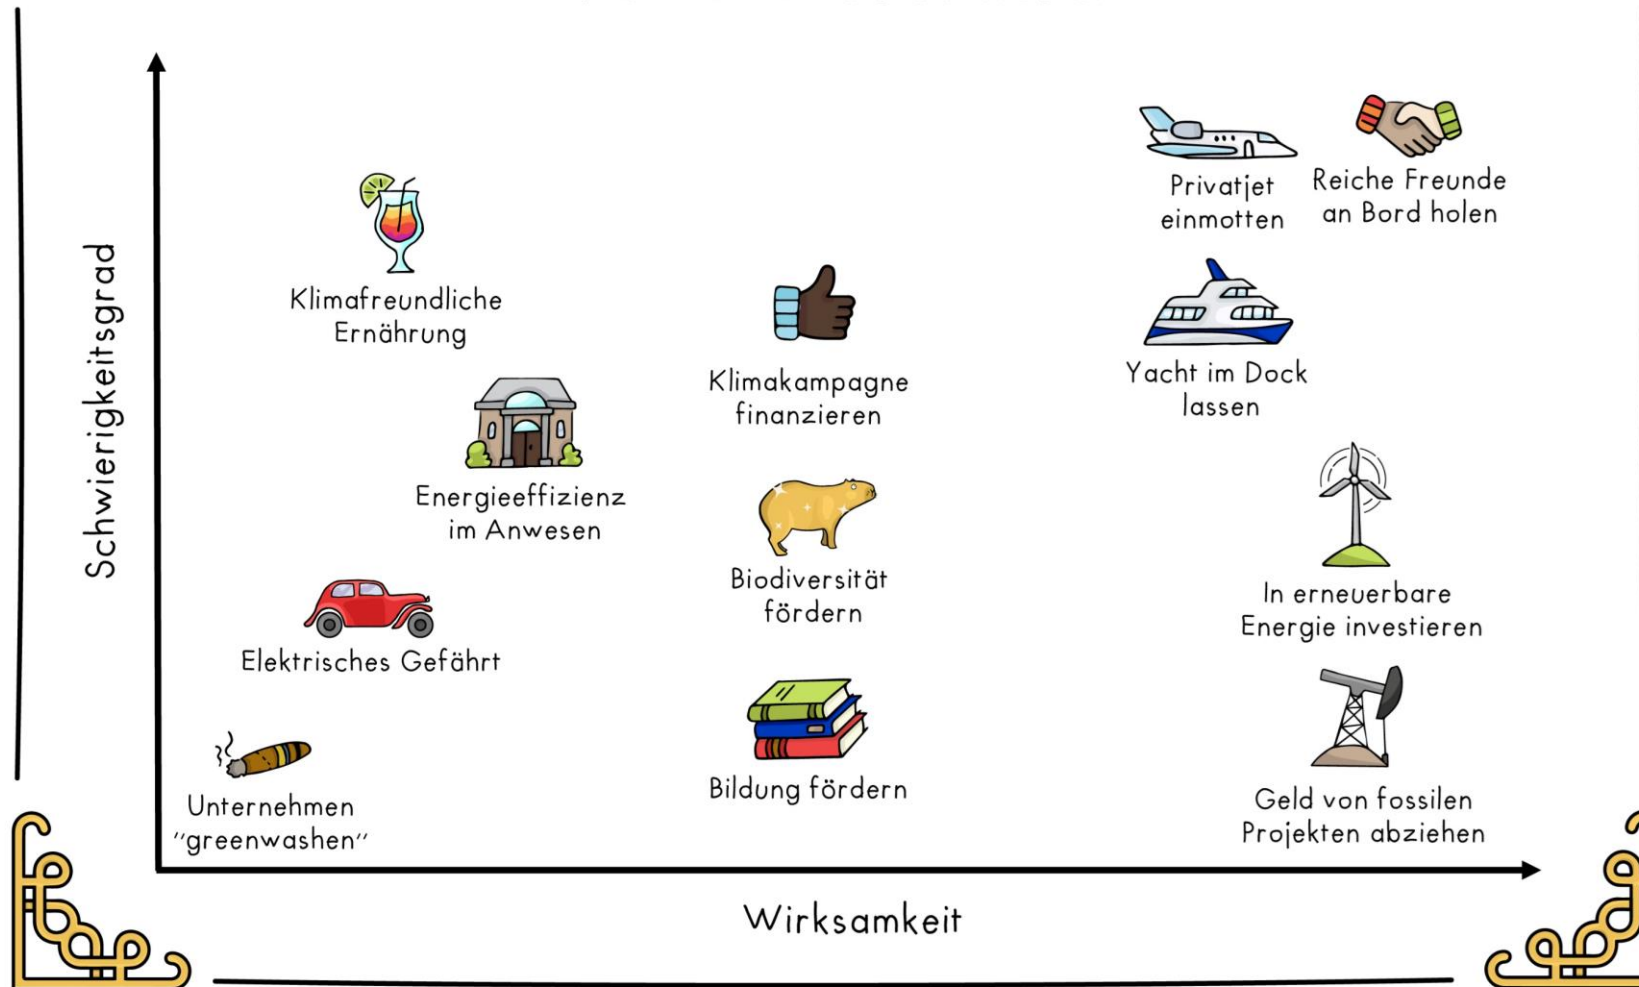 Schwierigkeitsgrad
Privatjet
einmotten
Reiche Freunde
an Bord holen
Klimafreundliche
Ernährung
Klimakampagne
finanzieren
Yacht im Dock
lassen
Energieeffizienz
im Anwesen
Biodiversität
fördern
In erneuerbare
Energie investieren
Elektrisches Gefährt
Bildung fördern
Unternehmen
"greenwashen"
Geld von fossilen
Projekten abziehen
Wirksamkeit